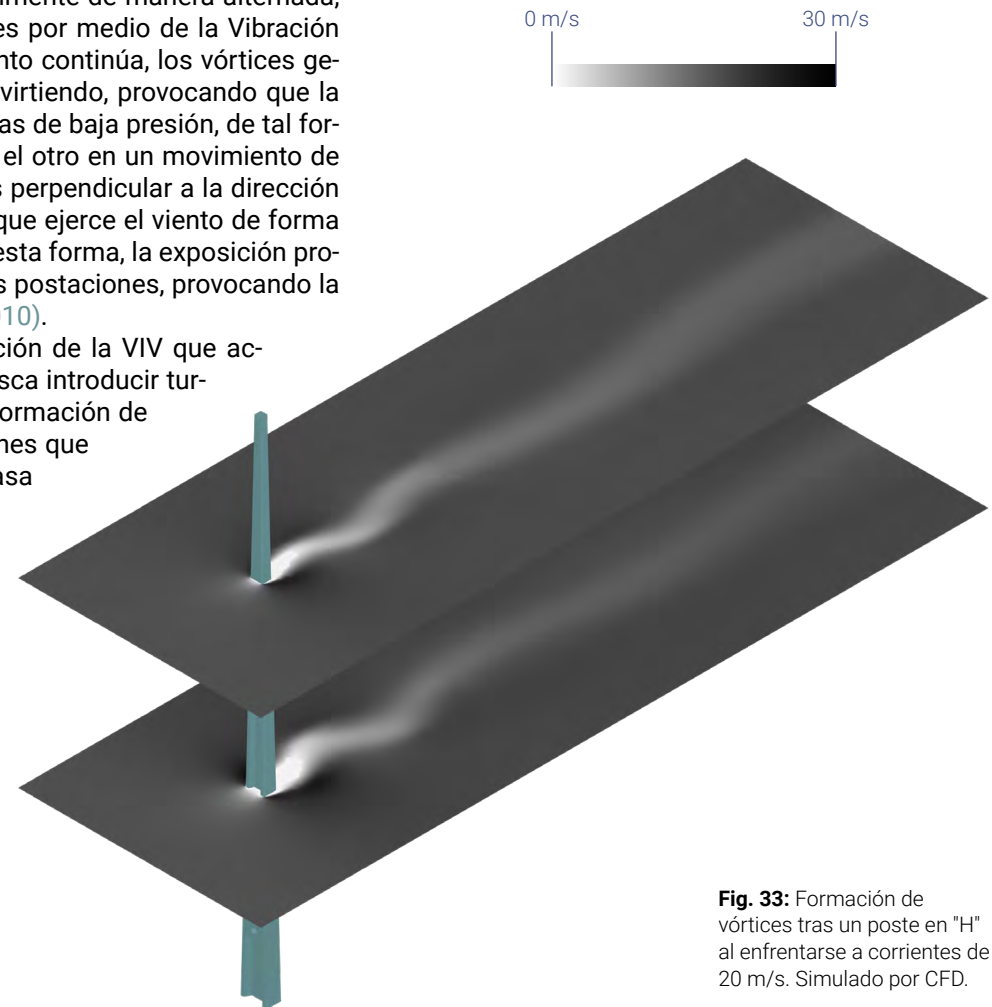 de manera alternada,
es por medio de la Vibración
nto continúa, los vórtices ge-
virtiendo, provocando que la
as de baja presión, de tal for-
el otro en un movimiento de
s perpendicular a la dirección
que ejerce el viento de forma
esta forma, la exposición pro-
s postaciones, provocando la
10).
ción de la VIV que ac-
sca introducir tur-
ormación de
nes que
asa
0 m/s
30 m/s
Fig. 33: Formación de
vórtices tras un poste en "H"
al enfrentarse a corrientes de
20 m/s. Simulado por CFD.